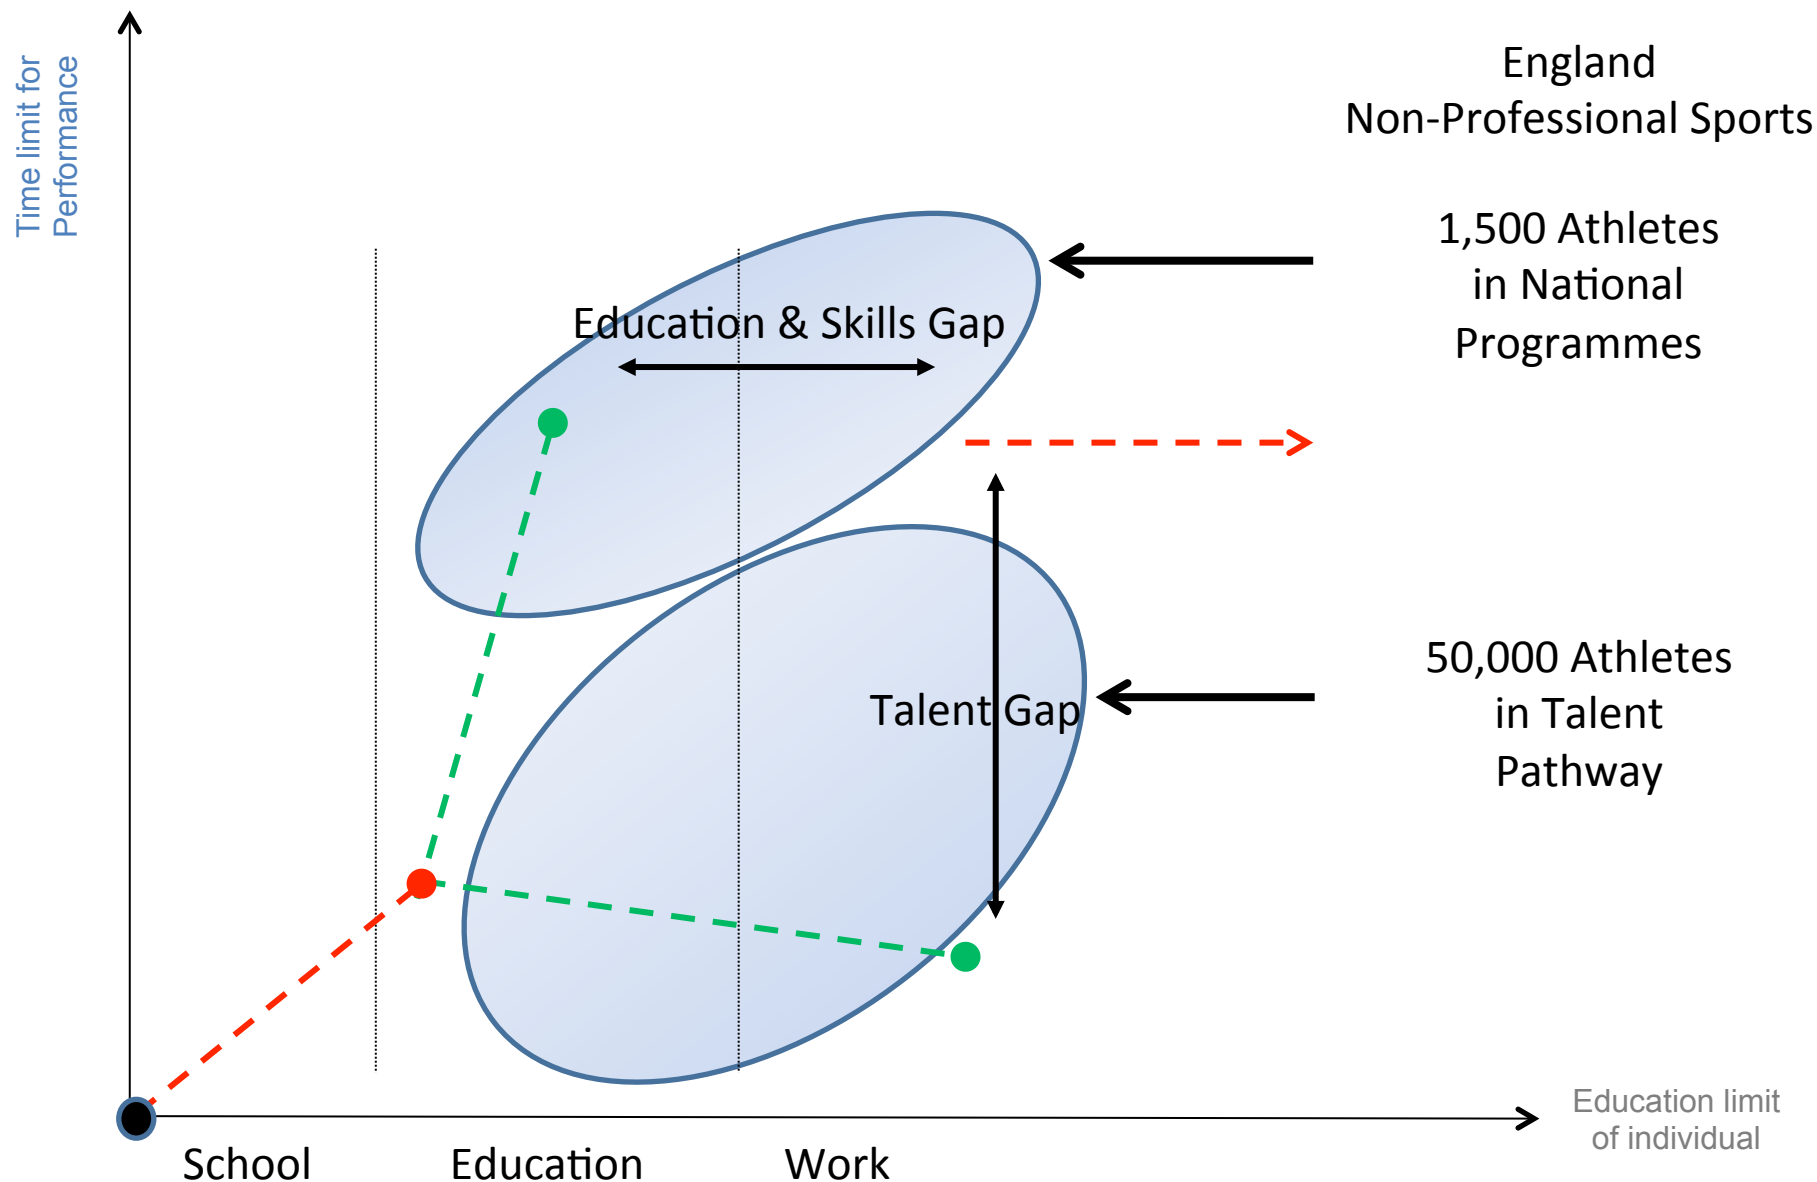 Time limit for
Performance
England
Non-Professional Sports
1,500 Athletes
in National
Programmes
Education & Skills Gap
50,000 Athletes
in Talent
Pathway
Talent Gap
Education limit
of individual
School
Education
Work